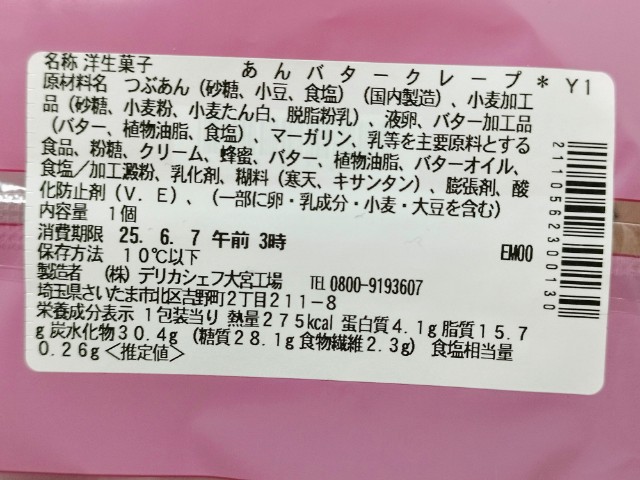 名称 洋生菓子 あんバタークレープ* Y1
原材料名 つぶあん(砂糖、小豆、食塩)(国内製造)、小麦加工
品(砂糖、小麦粉、小麦たん白、脱脂粉乳)、液卵、バター加工品
(バター、植物油脂、食塩)、マーガリン、乳等を主要原料とする
食品、粉糖、クリーム、蜂蜜、バター、植物油脂、バターオイル、
食塩/加工澱粉、乳化剤、糊料(寒天、キサンタン)、膨張剤、酸
化防止剤(V.E)、(一部に卵・乳成分・小麦・大豆を含む)
内容量 1個
消費期限 25. 6. 7 午前 3時
保存方法 10℃以下 EM00
製造者 (株)デリカシェフ大宮工場 TEL 0800-9193607
埼玉県さいたま市北区吉野町2丁目211-8
栄養成分表示 1包装当り 熱量275kcal 蛋白質4.1g 脂質15.7
g 炭水化物30.4g (糖質28.1g 食物繊維2.3g) 食塩相当量
0.26g <推定値>
2110562300130